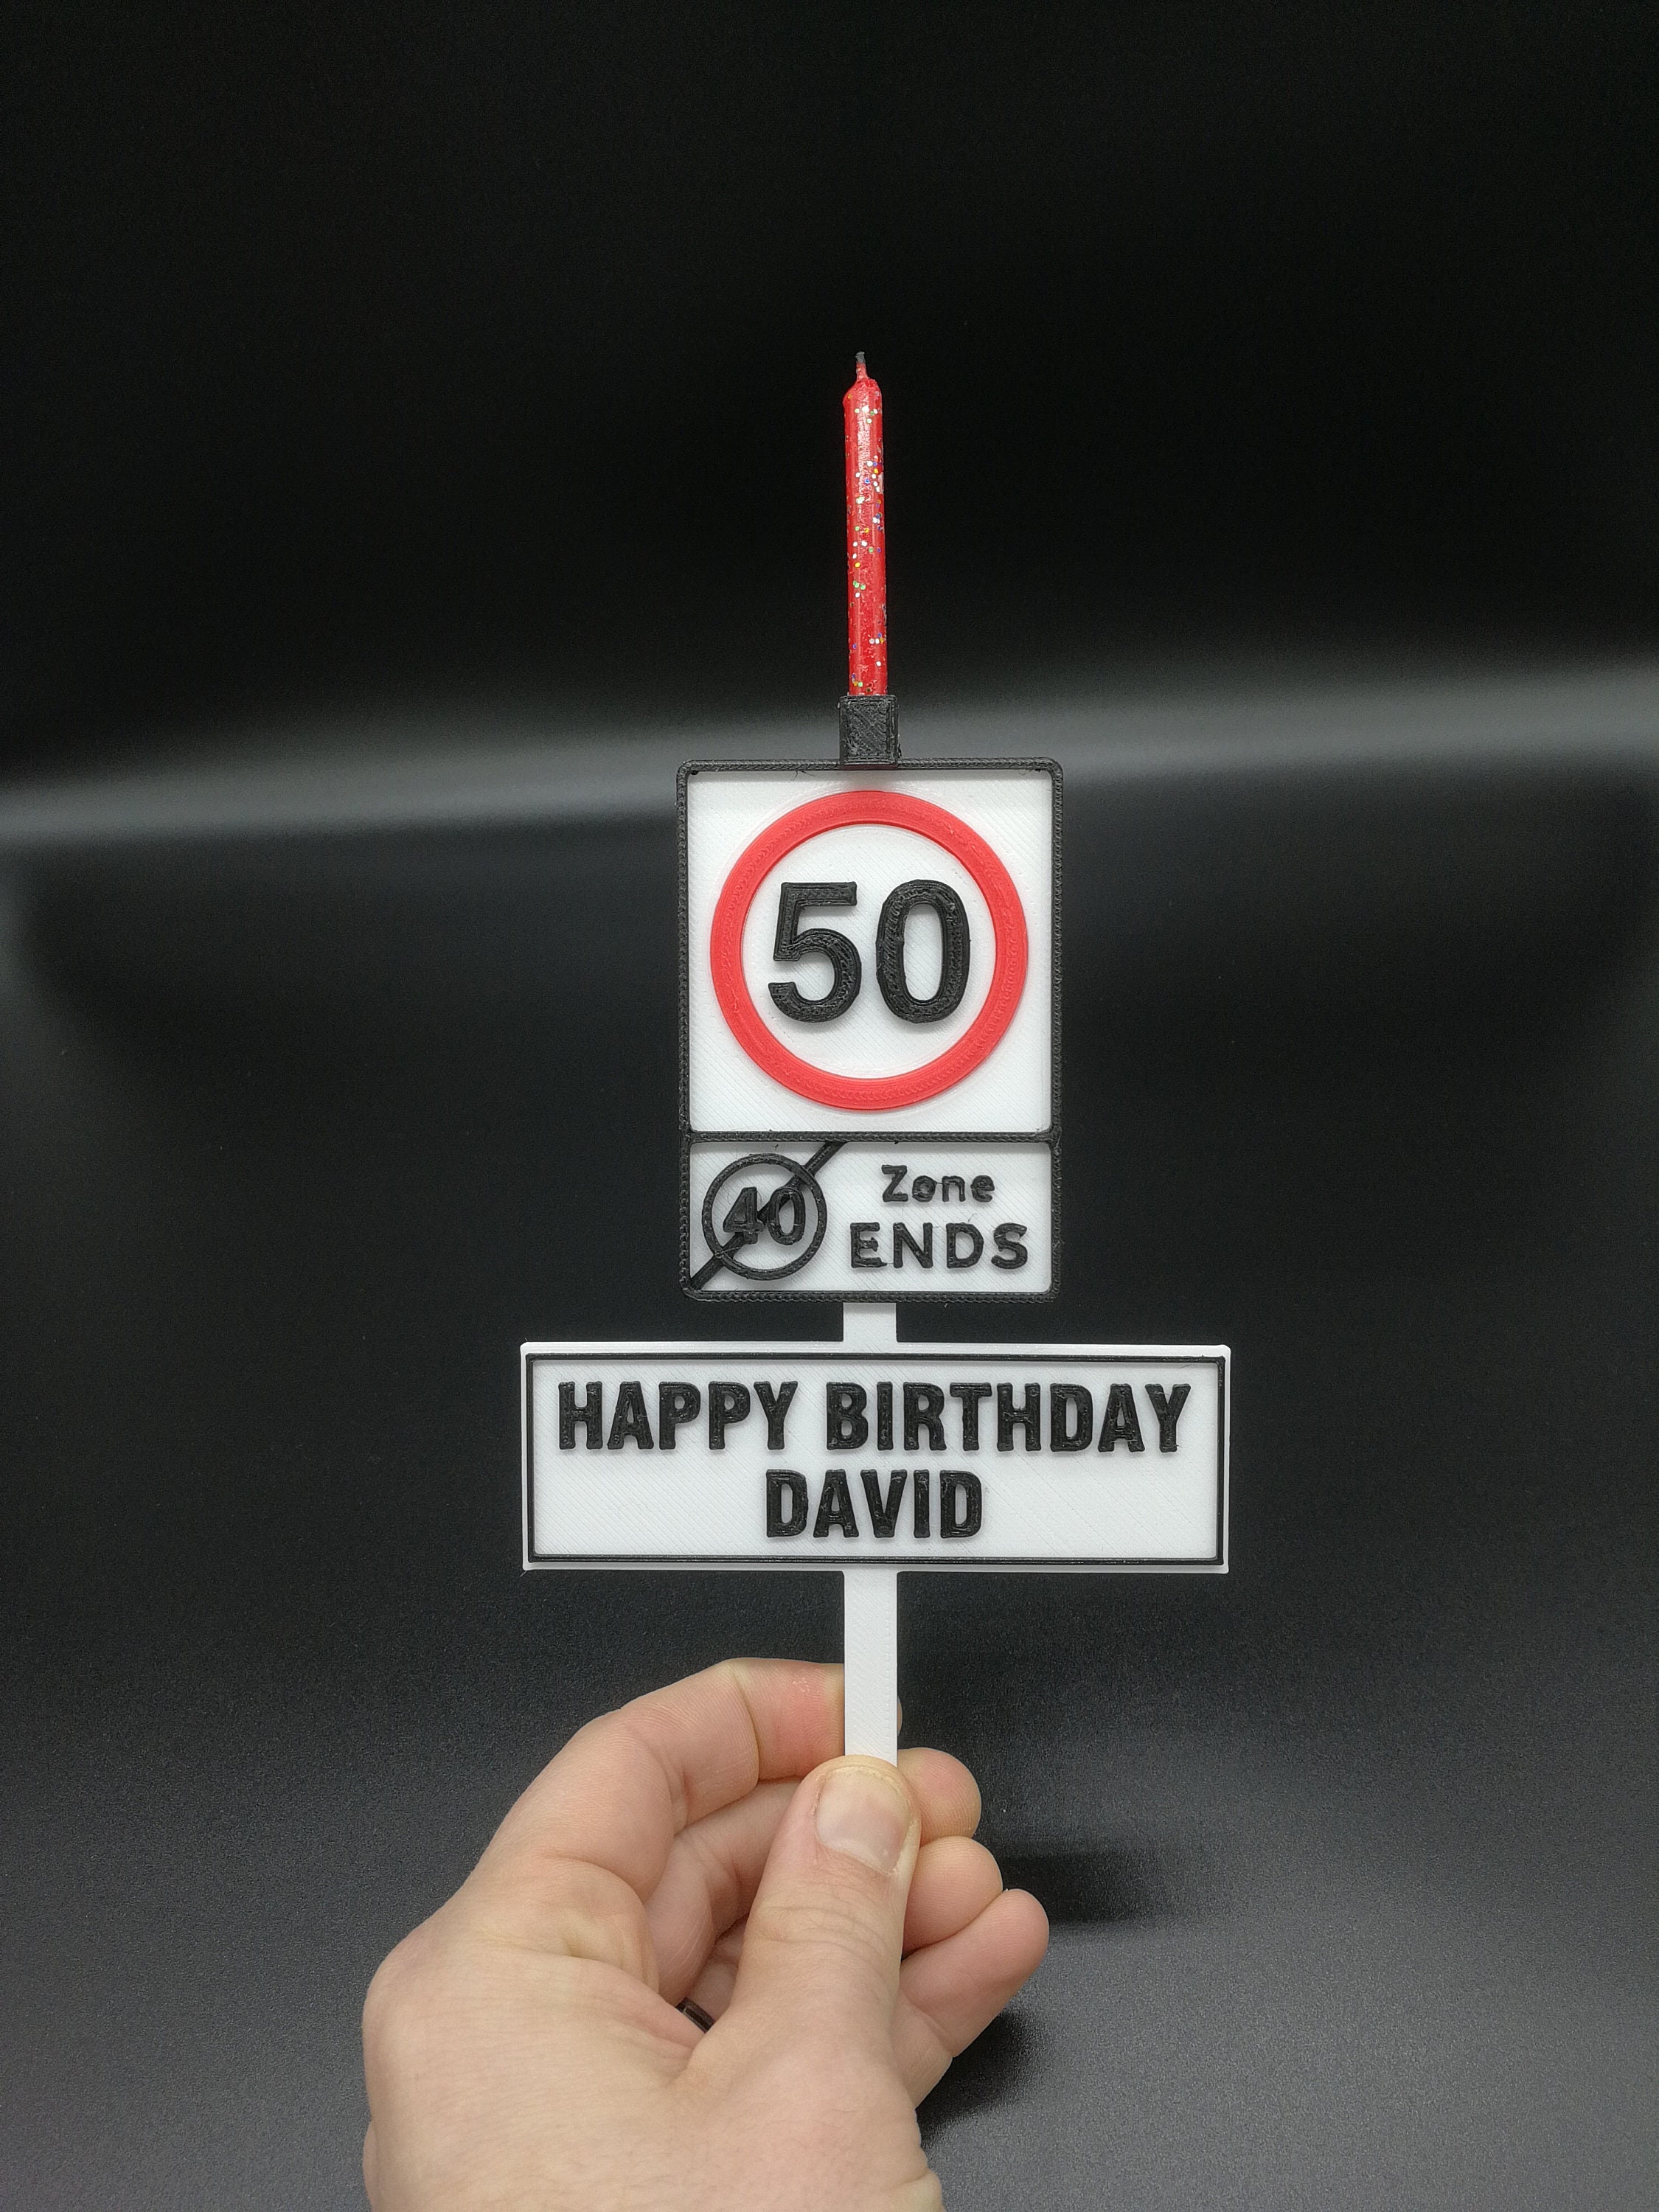 50
40
Zone
ENDS
HAPPY BIRTHDAY
DAVID